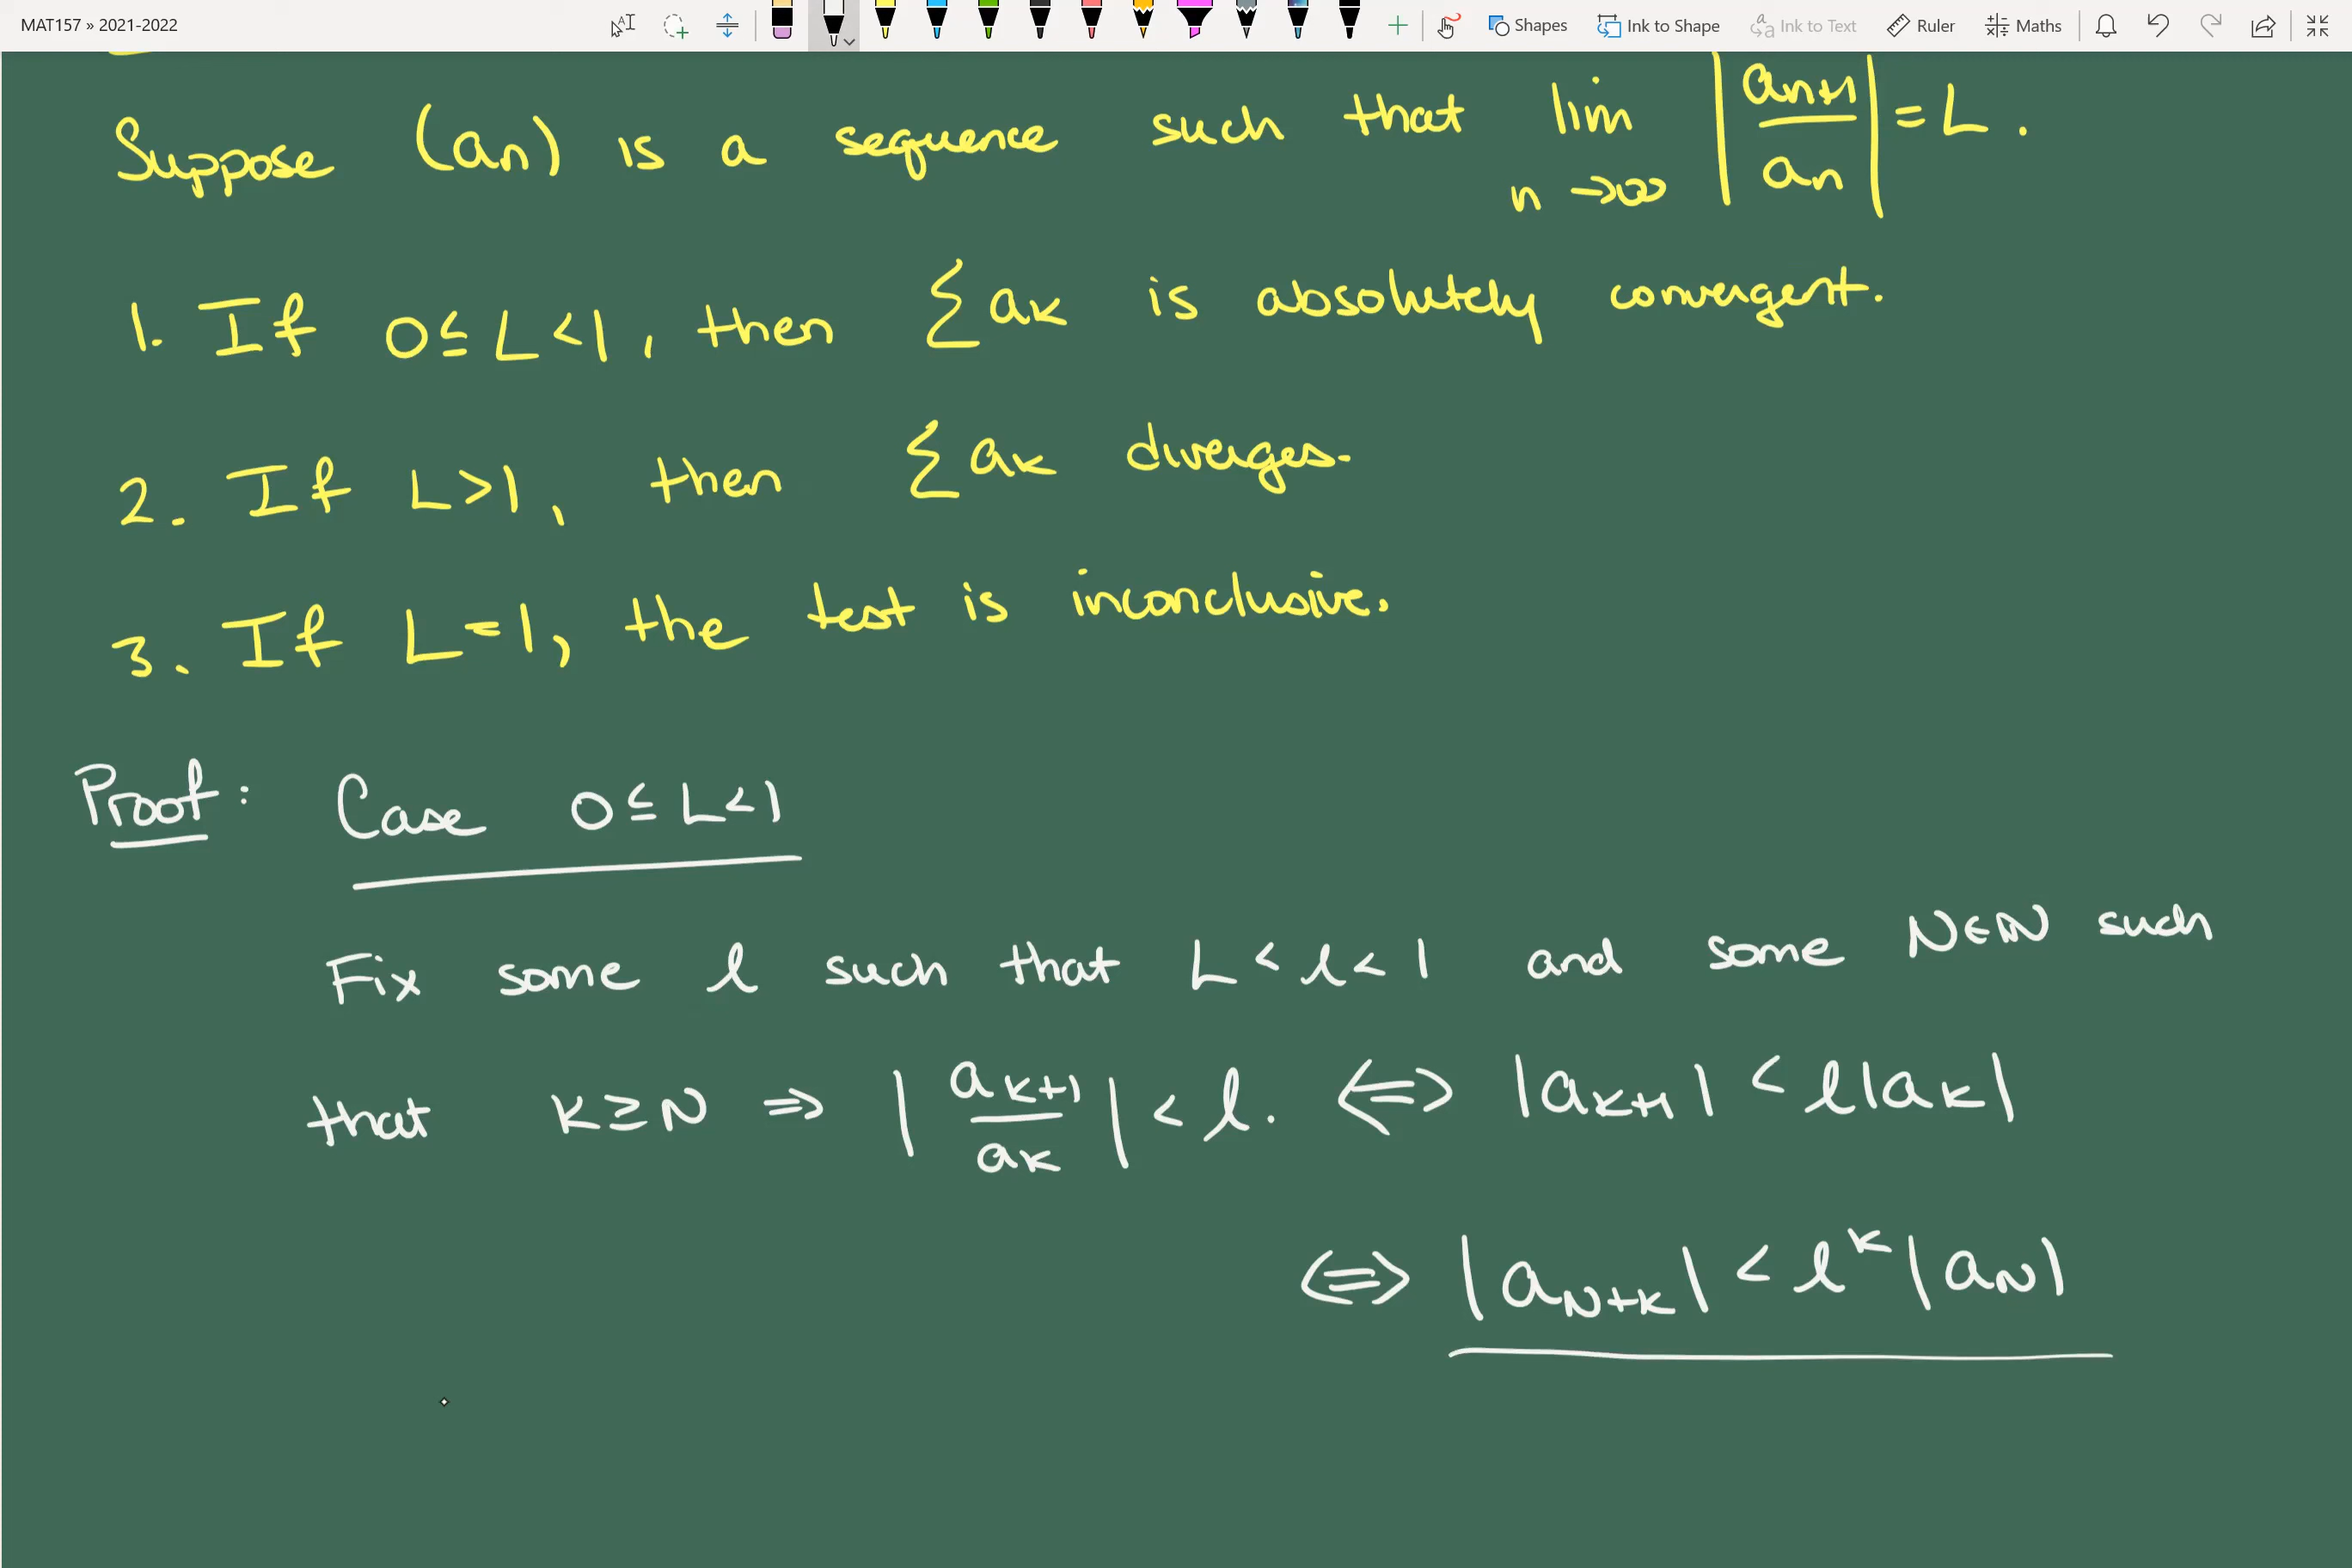 MAT157 » 2021-2022 Shapes Ink to Shape Ink to Text Ruler Maths
Suppose (an) is a sequence such that lim n→∞ |an+1/an| = L.
1. If 0≤L<1, then Σak is absolutely convergent.
2. If L>1, then Σak diverges.
3. If L=1, the test is inconclusive.
Proof: Case 0≤L<1
Fix some l such that L<l<1 and some N∈ℕ such
that k≥N ⇒ |ak+1/ak| < l. ⟺ |ak+1| < l|ak|
⟺ |aN+k| < l^k|aN|